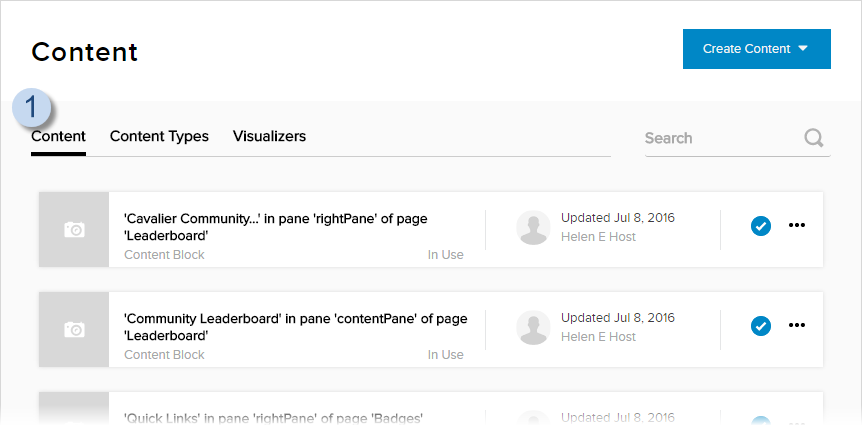 Content
Create Content
1
Content Content Types Visualizers Search
'Cavalier Community...' in pane 'rightPane' of page
'Leaderboard'
Content Block In Use
Updated Jul 8, 2016
Helen E Host
'Community Leaderboard' in pane 'contentPane' of page
'Leaderboard'
Content Block In Use
Updated Jul 8, 2016
Helen E Host
'Quick Links' in pane 'rightPane' of page 'Badges'
Updated Jul 8, 2016